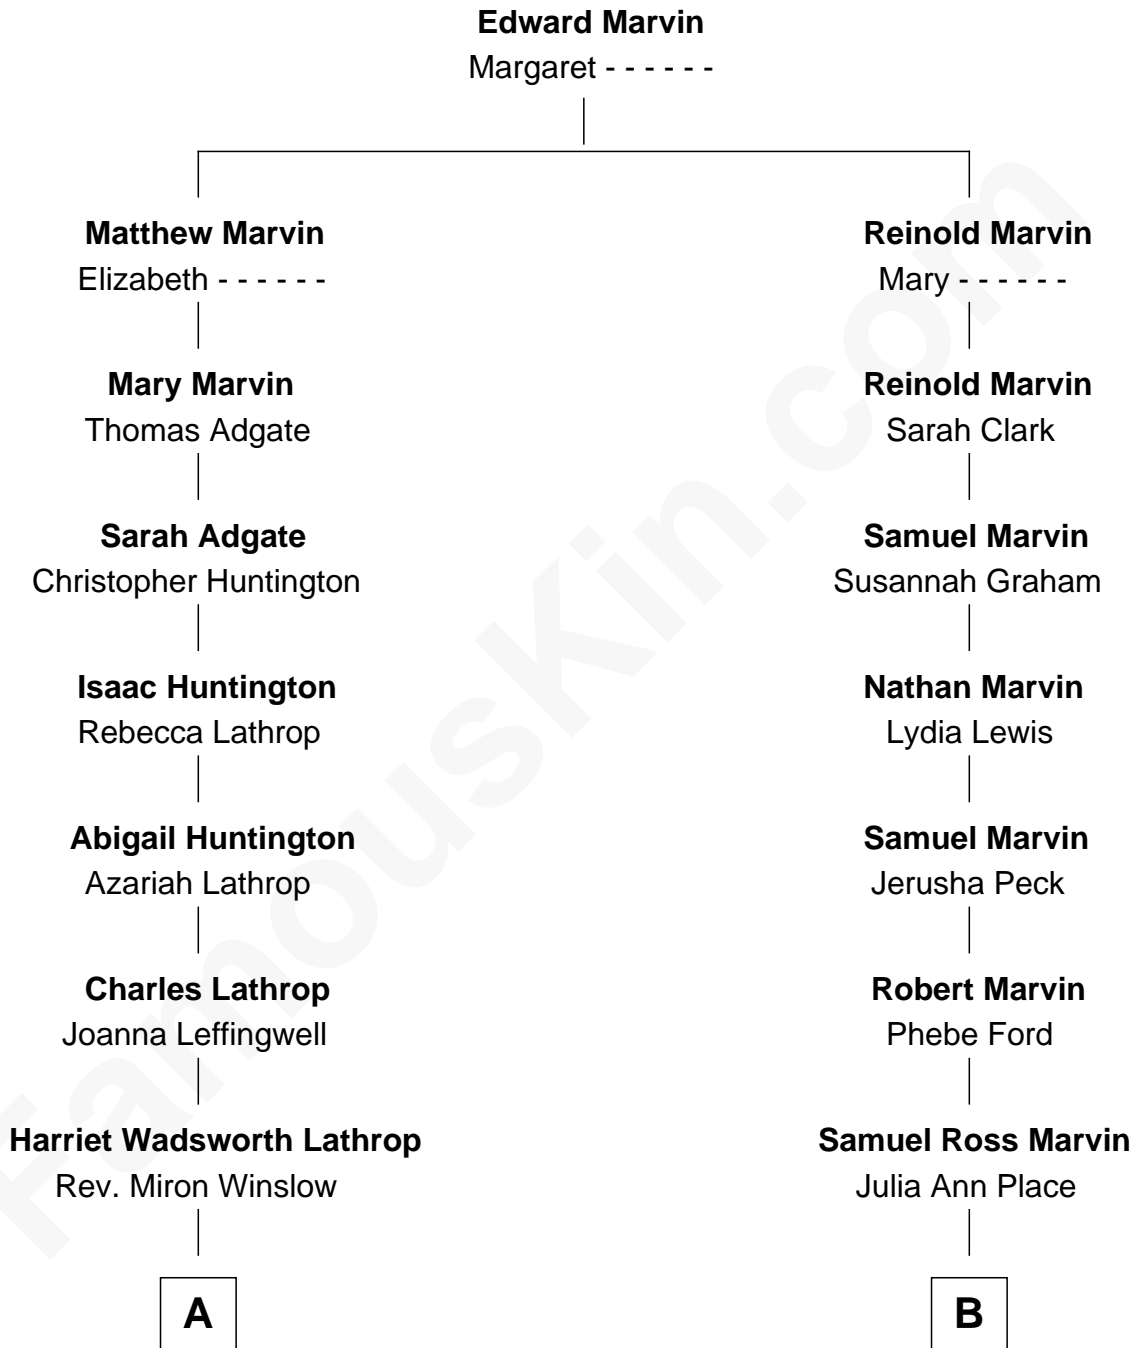 Edward Marvin
Margaret - - - - - -
Matthew Marvin
Elizabeth - - - - - -
Mary Marvin
Thomas Adgate
Sarah Adgate
Christopher Huntington
Isaac Huntington
Rebecca Lathrop
Abigail Huntington
Azariah Lathrop
Charles Lathrop
Joanna Leffingwell
Harriet Wadsworth Lathrop
Rev. Miron Winslow
A
Reinold Marvin
Mary - - - - - -
Reinold Marvin
Sarah Clark
Samuel Marvin
Susannah Graham
Nathan Marvin
Lydia Lewis
Samuel Marvin
Jerusha Peck
Robert Marvin
Phebe Ford
Samuel Ross Marvin
Julia Ann Place
B
FamousKin.com